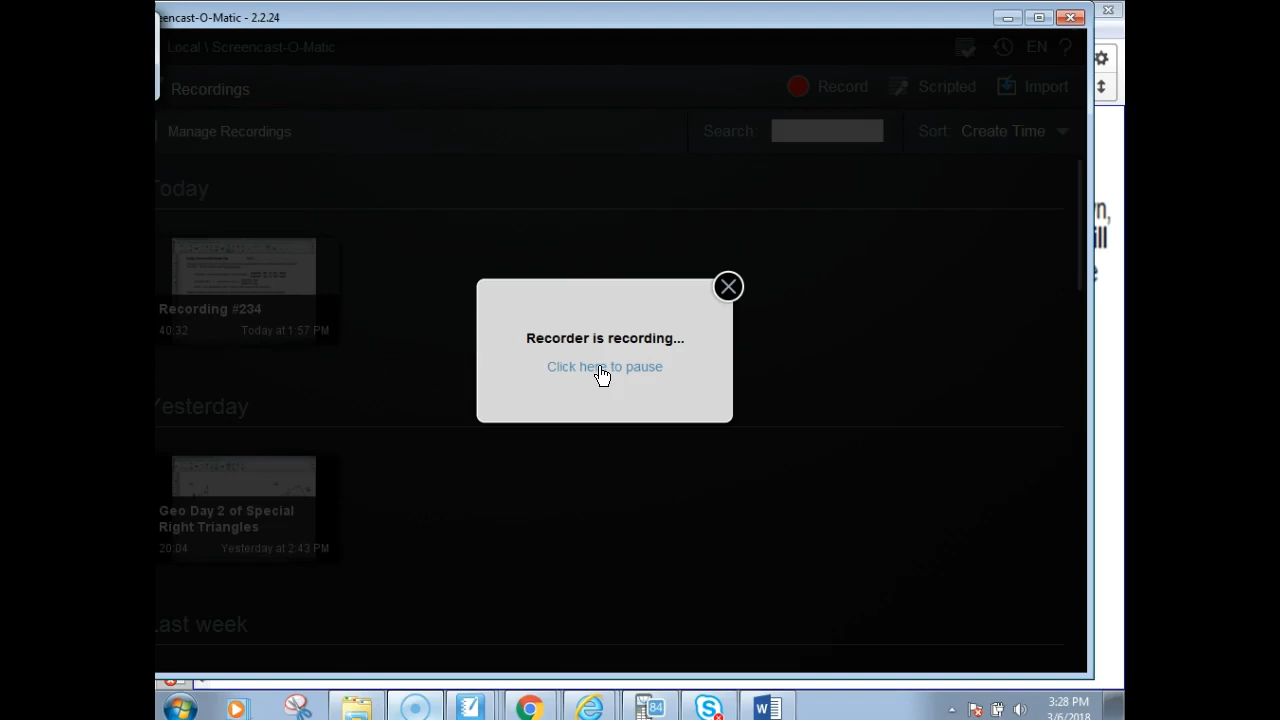 eencast-O-Matic - 2.2.24
Local \ Screencast-O-Matic
EN ?
Recordings
Record Scripted Import
Manage Recordings
Search Sort: Create Time
Today
Recording #234
40:32 Today at 1:57 PM
Recorder is recording...
Click here to pause
Yesterday
Geo Day 2 of Special
Right Triangles
20:04 Yesterday at 2:43 PM
Last week
n,
ill
e
84
W
3:28 PM
3/6/2018